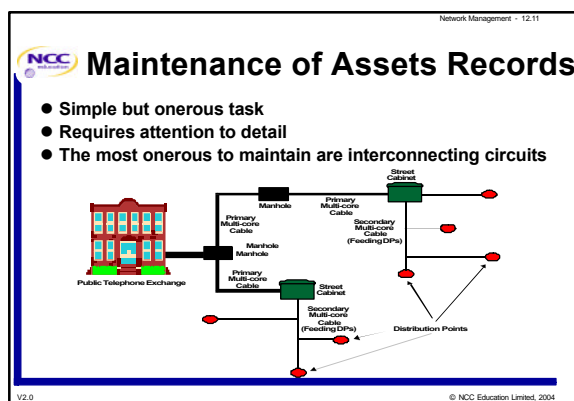 Network Management - 12.11
NCC
education
Maintenance of Assets Records
● Simple but onerous task
● Requires attention to detail
● The most onerous to maintain are interconnecting circuits
Street
Cabinet
Manhole
Primary
Multi-core
Cable
Primary
Multi-core
Cable
Secondary
Multi-core
Cable
(Feeding DPs)
Manhole
Manhole
Primary
Multi-core
Cable
Public Telephone Exchange
Street
Cabinet
Secondary
Multi-core
Cable
(Feeding DPs)
Distribution Points
V2.0
© NCC Education Limited, 2004